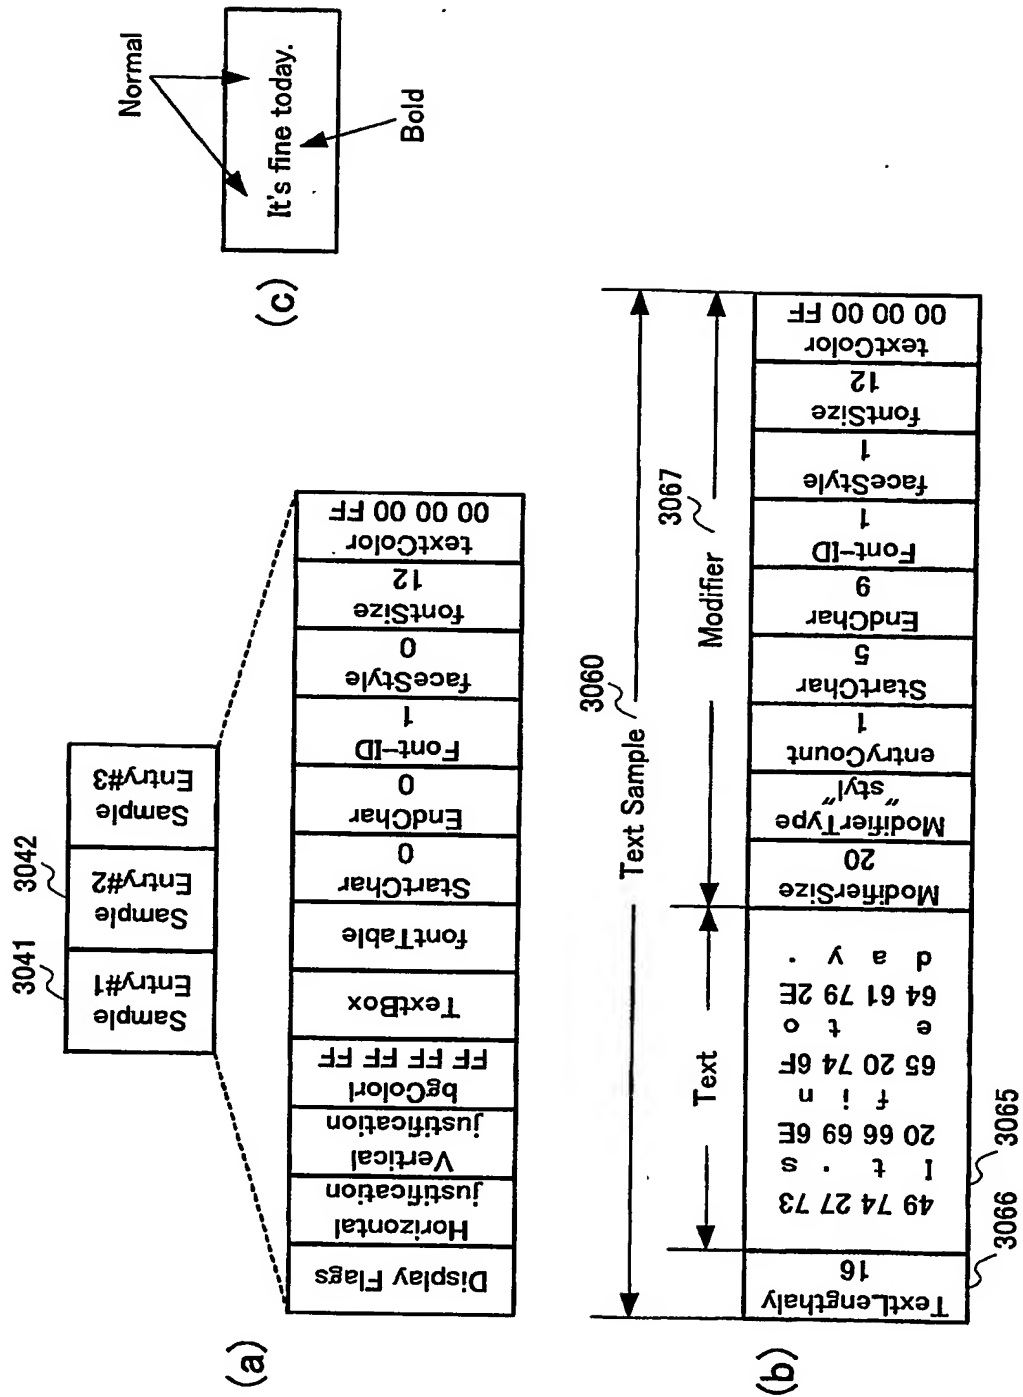 (a)
3041
3042
Sample
Entry#1
Sample
Entry#2
Sample
Entry#3
Display Flags
Horizontal
justification
Vertical
justification
bgColorl
FF FF FF FF
TextBox
fontTable
StartChar
0
EndChar
0
Font-ID
1
faceStyle
0
fontSize
12
textColor
00 00 00 FF
(b)
Text Sample
3060
Text
Modifier
3067
TextLengthaly
16
49 74 27 73
I t ' s
20 66 69 6E
f i n
65 20 74 6F
e t o
64 61 79 2E
d a y .
ModifierSize
20
ModifierType
"styl"
entryCount
1
StartChar
5
EndChar
9
Font-ID
1
faceStyle
1
fontSize
12
textColor
00 00 00 FF
3066
3065
(c)
Normal
It's fine today.
Bold